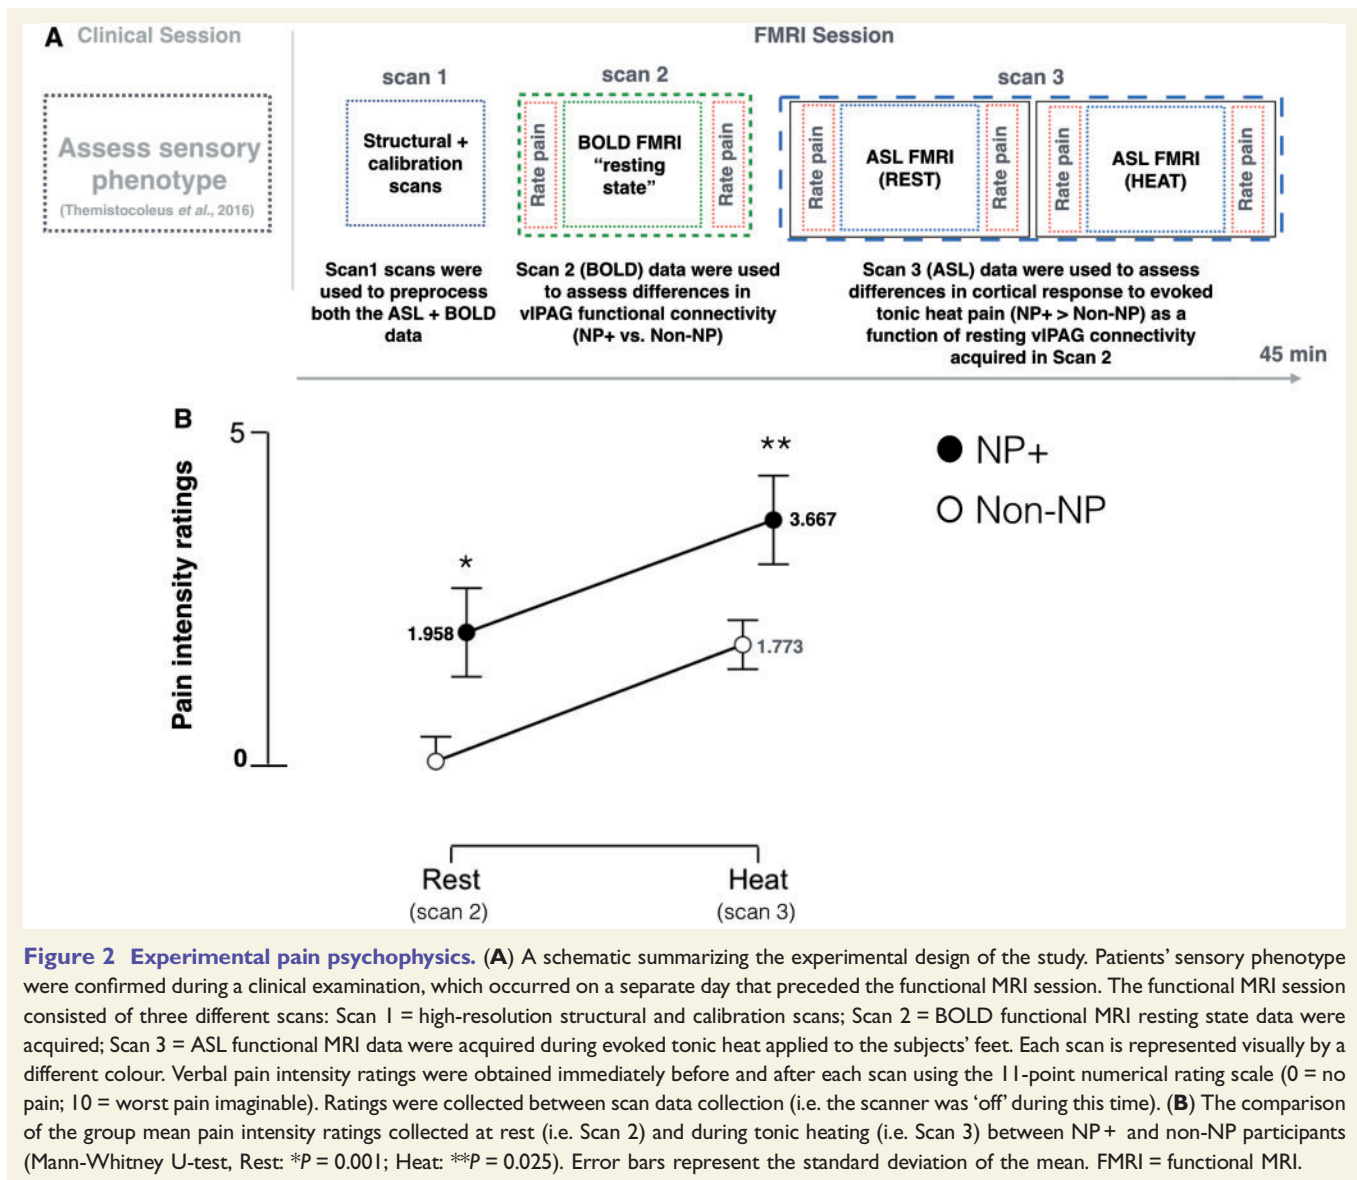 A Clinical Session
FMRI Session
scan 1
scan 2
scan 3
Assess sensory
phenotype
(Themistocoleus et al., 2016)
Structural +
calibration
scans
Rate pain
BOLD FMRI
“resting
state”
Rate pain
Rate pain
ASL FMRI
(REST)
Rate pain
Rate pain
ASL FMRI
(HEAT)
Rate pain
Scan1 scans were
used to preprocess
both the ASL + BOLD
data
Scan 2 (BOLD) data were used
to assess differences in
vlPAG functional connectivity
(NP+ vs. Non-NP)
Scan 3 (ASL) data were used to assess
differences in cortical response to evoked
tonic heat pain (NP+ > Non-NP) as a
function of resting vlPAG connectivity
acquired in Scan 2
45 min
B
5
0
Pain intensity ratings
*
**
1.958
3.667
1.773
NP+
Non-NP
Rest
(scan 2)
Heat
(scan 3)
Figure 2 Experimental pain psychophysics. (A) A schematic summarizing the experimental design of the study. Patients’ sensory phenotype
were confirmed during a clinical examination, which occurred on a separate day that preceded the functional MRI session. The functional MRI session
consisted of three different scans: Scan 1 = high-resolution structural and calibration scans; Scan 2 = BOLD functional MRI resting state data were
acquired; Scan 3 = ASL functional MRI data were acquired during evoked tonic heat applied to the subjects’ feet. Each scan is represented visually by a
different colour. Verbal pain intensity ratings were obtained immediately before and after each scan using the 11-point numerical rating scale (0 = no
pain; 10 = worst pain imaginable). Ratings were collected between scan data collection (i.e. the scanner was ‘off’ during this time). (B) The comparison
of the group mean pain intensity ratings collected at rest (i.e. Scan 2) and during tonic heating (i.e. Scan 3) between NP+ and non-NP participants
(Mann-Whitney U-test, Rest: *P = 0.001; Heat: **P = 0.025). Error bars represent the standard deviation of the mean. FMRI = functional MRI.